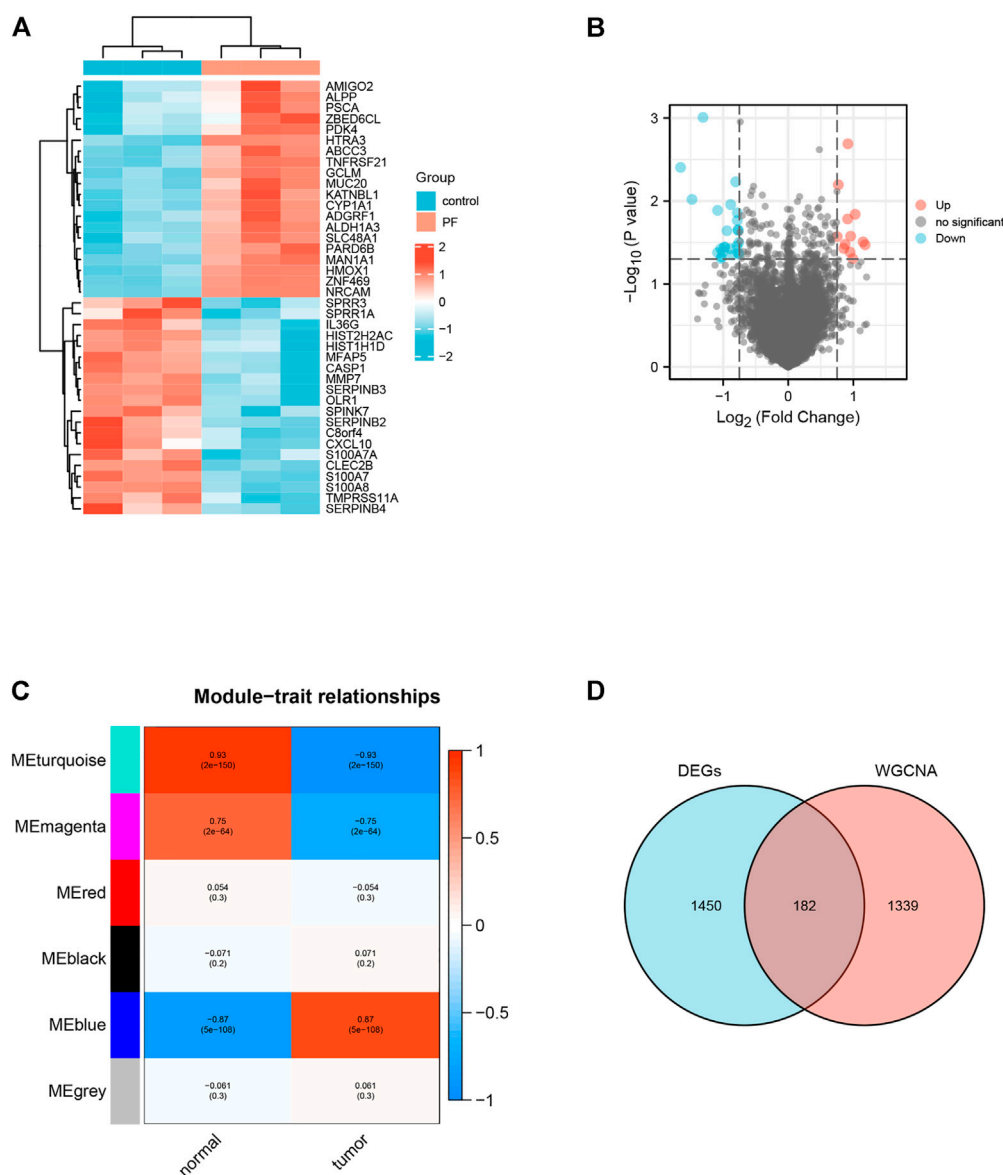 A
AMIGO2
ALPP
PSCA
ZBED6CL
PDK4
HTRA3
ABCC3
TNFRSF21
GCLM
MUC20
KATNBL1
CYP1A1
ADGRF1
ALDH1A3
SLC48A1
PARD6B
MAN1A1
HMOX1
ZNF469
NRCAM
SPRR3
SPRR1A
IL36G
HIST2H2AC
HIST1H1D
MFAP5
CASP1
MMP7
SERPINB3
OLR1
SPINK7
SERPINB2
C8orf4
CXCL10
S100A7A
CLEC2B
S100A7
S100A8
TMPRSS11A
SERPINB4
Group
control
PF
2
1
0
−1
−2
B
3
2
1
0
−Log10 (P value)
−1
0
1
Log2 (Fold Change)
Up
no significant
Down
C
Module−trait relationships
MEturquoise
0.93
(2e−150)
−0.93
(2e−150)
MEmagenta
0.75
(2e−64)
−0.75
(2e−64)
MEred
0.054
(0.3)
−0.054
(0.3)
MEblack
−0.071
(0.2)
0.071
(0.2)
MEblue
−0.87
(5e−108)
0.87
(5e−108)
MEgrey
−0.061
(0.3)
0.061
(0.3)
normal
tumor
1
0.5
0
−0.5
−1
D
DEGs
WGCNA
1450
182
1339